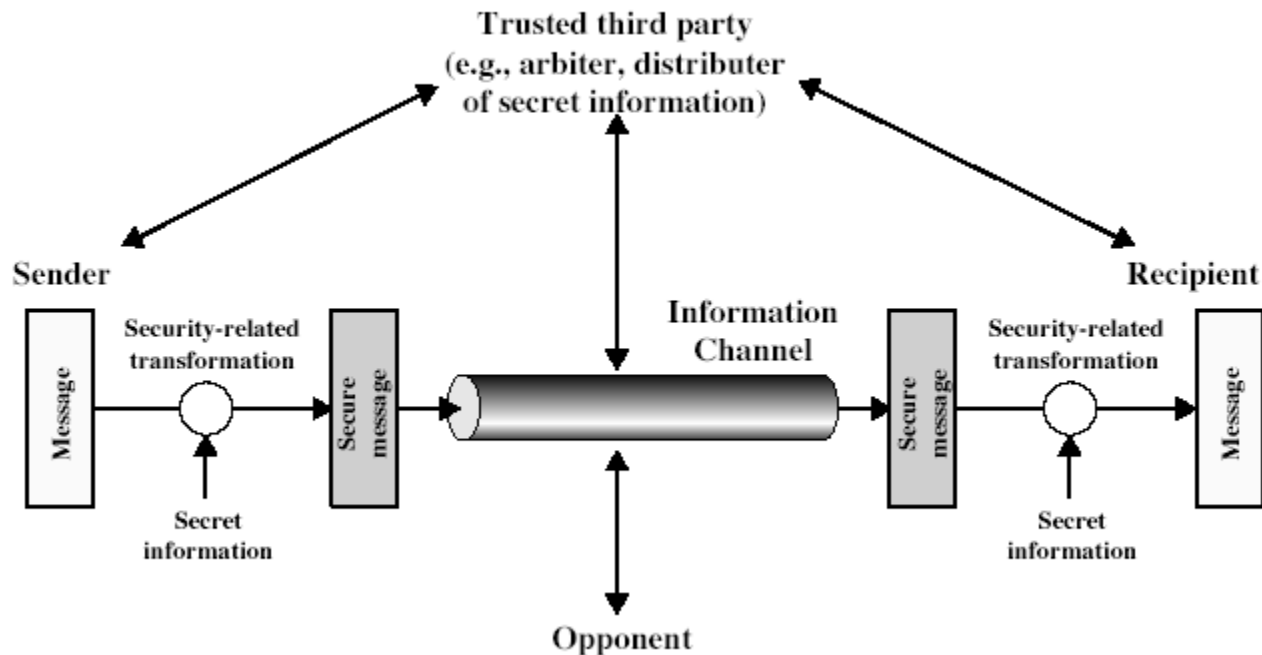 Trusted third party
(e.g., arbiter, distributer
of secret information)
Sender
Recipient
Message
Security-related
transformation
Secret
information
Secure
message
Information
Channel
Secure
message
Security-related
transformation
Secret
information
Message
Opponent